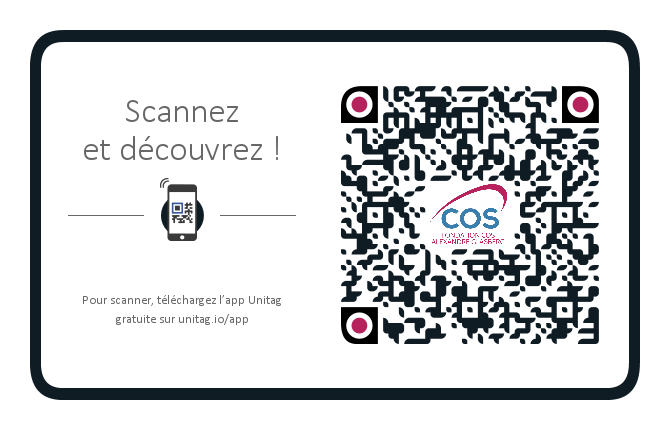 Scannez
et découvrez !
Pour scanner, téléchargez l'app Unitag
gratuite sur unitag.io/app
COS
FONDATION COS
ALEXANDRE GLASBERG